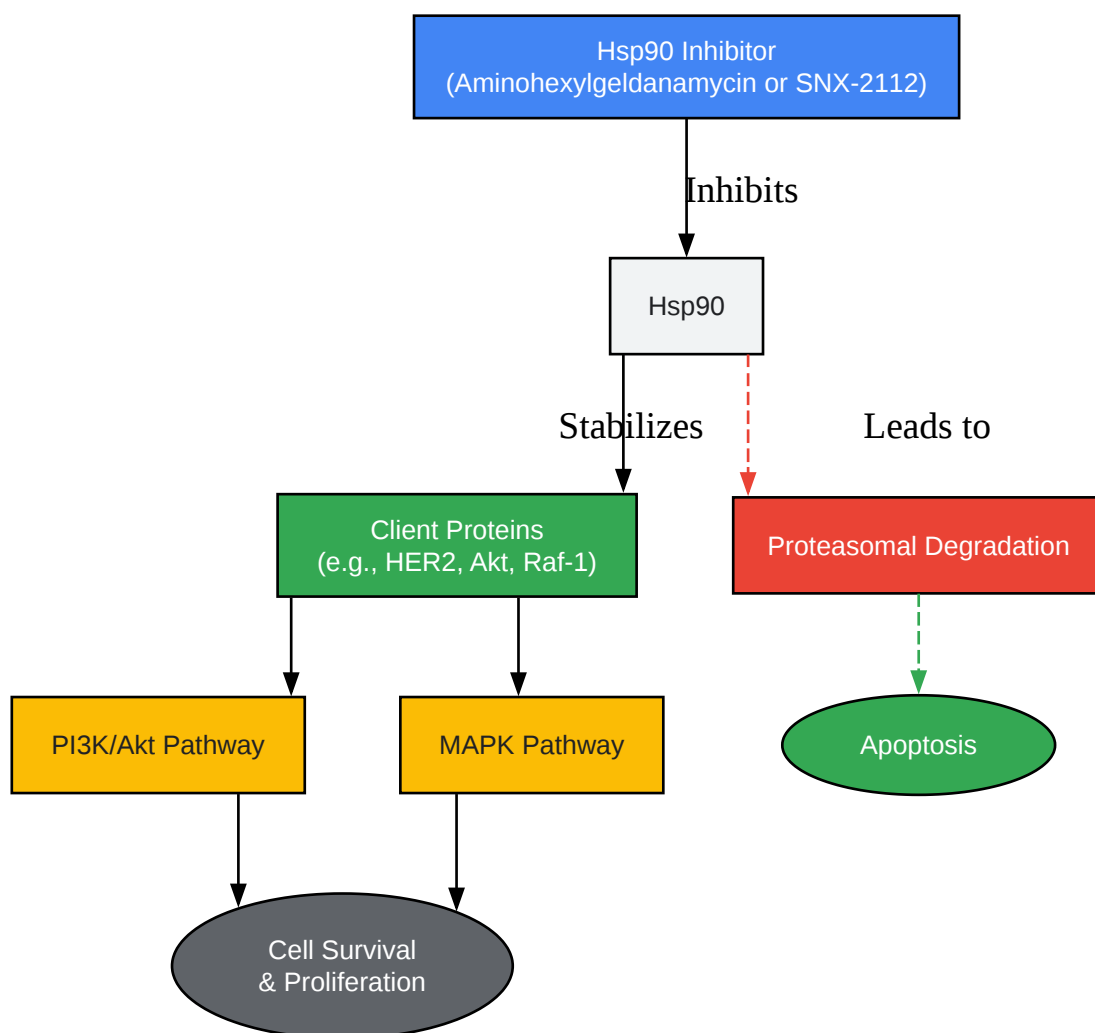 Hsp90 Inhibitor
(Aminohexylgeldanamycin or SNX-2112)
Inhibits
Hsp90
Stabilizes
Leads to
Client Proteins
(e.g., HER2, Akt, Raf-1)
Proteasomal Degradation
PI3K/Akt Pathway
MAPK Pathway
Apoptosis
Cell Survival
& Proliferation